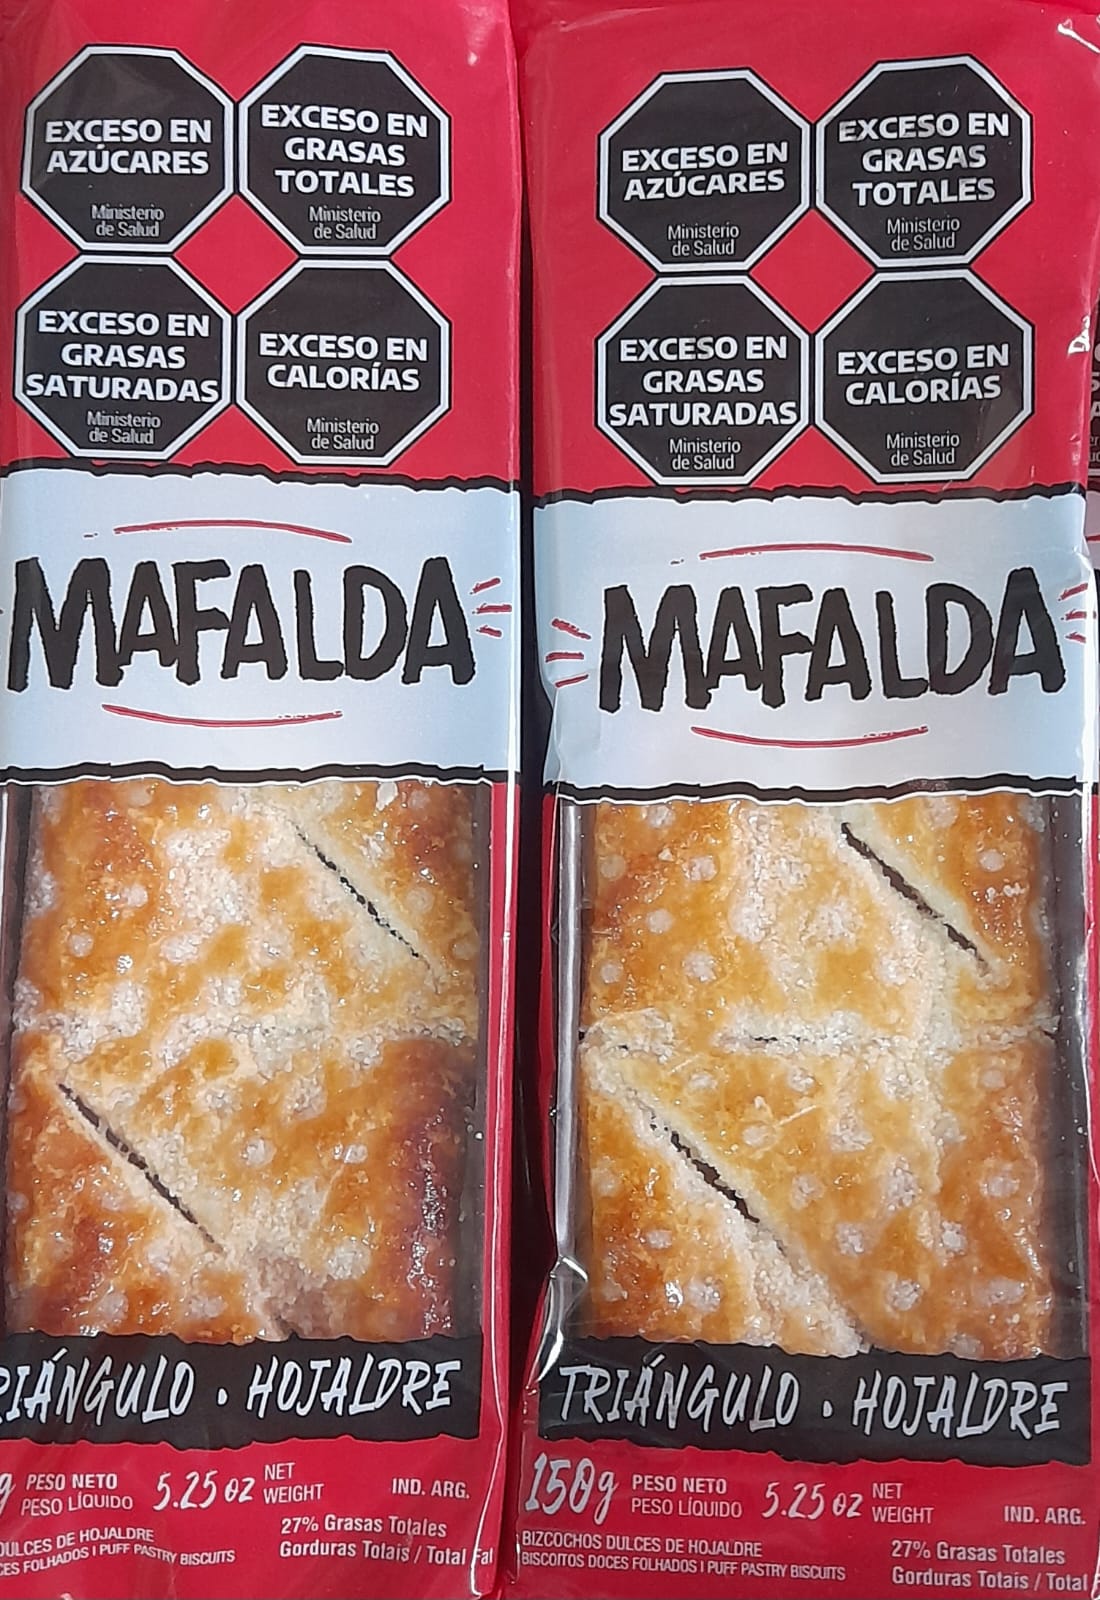 EXCESO EN
AZÚCARES
Ministerio
de Salud
EXCESO EN
GRASAS
TOTALES
Ministerio
de Salud
EXCESO EN
GRASAS
SATURADAS
Ministerio
de Salud
EXCESO EN
CALORÍAS
Ministerio
de Salud
MAFALDA
RIÁNGULO • HOJALDRE
g PESO NETO
PESO LÍQUIDO
5.25 oz NET
WEIGHT
IND. ARG.
DULCES DE HOJALDRE
CES FOLHADOS | PUFF PASTRY BISCUITS
27% Grasas Totales
Gorduras Totais / Total Fat
EXCESO EN
AZÚCARES
Ministerio
de Salud
EXCESO EN
GRASAS
TOTALES
Ministerio
de Salud
EXCESO EN
GRASAS
SATURADAS
Ministerio
de Salud
EXCESO EN
CALORÍAS
Ministerio
de Salud
MAFALDA
TRIÁNGULO • HOJALDRE
150g PESO NETO
PESO LÍQUIDO
5.25 oz NET
WEIGHT
IND. ARG.
BIZCOCHOS DULCES DE HOJALDRE
BISCOITOS DOCES FOLHADOS | PUFF PASTRY BISCUITS
27% Grasas Totales
Gorduras Totais / Total